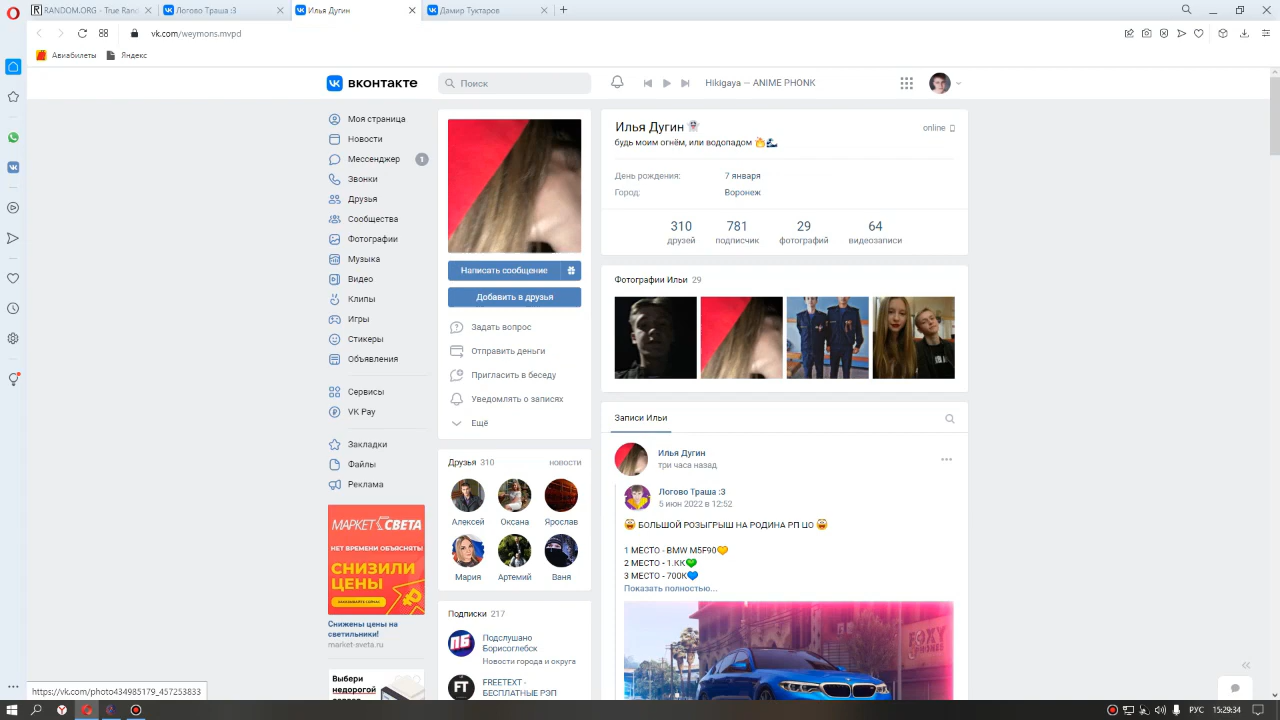 RANDOM.ORG - True Rand
Логово Траша :3
Илья Дугин
Дамир Туктаров
vk.com/weymons.mvpd
Авиабилеты
Яндекс
ВКОНТАКТЕ
Поиск
Hikigaya — ANIME PHONK
Моя страница
Новости
Мессенджер
1
Звонки
Друзья
Сообщества
Фотографии
Музыка
Видео
Клипы
Игры
Стикеры
Объявления
Сервисы
VK Pay
Закладки
Файлы
Реклама
МАРКЕТ СВЕТА
НЕТ ВРЕМЕНИ ОБЪЯСНЯТЬ!
СНИЗИЛИ
ЦЕНЫ
ЗАКАЗЫВАЙТЕ СЕЙЧАС
Снижены цены на
светильники!
market-sveta.ru
Выбери
недорогой
Написать сообщение
Добавить в друзья
Задать вопрос
Отправить деньги
Пригласить в беседу
Уведомлять о записях
Ещё
Друзья 310
новости
Алексей
Оксана
Ярослав
Мария
Артемий
Ваня
Подписки 217
ПБ
Подслушано
Борисоглебск
Новости города и округа
FT
FREETEXT -
БЕСПЛАТНЫЕ РЭП
Илья Дугин
online
будь моим огнём, или водопадом
День рождения:
7 января
Город:
Воронеж
310
друзей
781
подписчик
29
фотографий
64
видеозаписи
Фотографии Ильи 29
Записи Ильи
Илья Дугин
три часа назад
Логово Траша :3
5 июн 2022 в 12:52
БОЛЬШОЙ РОЗЫГРЫШ НА РОДИНА РП ЦО
1 МЕСТО - BMW M5F90
2 МЕСТО - 1.КК
3 МЕСТО - 700К
Показать полностью...
FOXY
https://vk.com/photo434985179_457253833
РУС
15:29:34